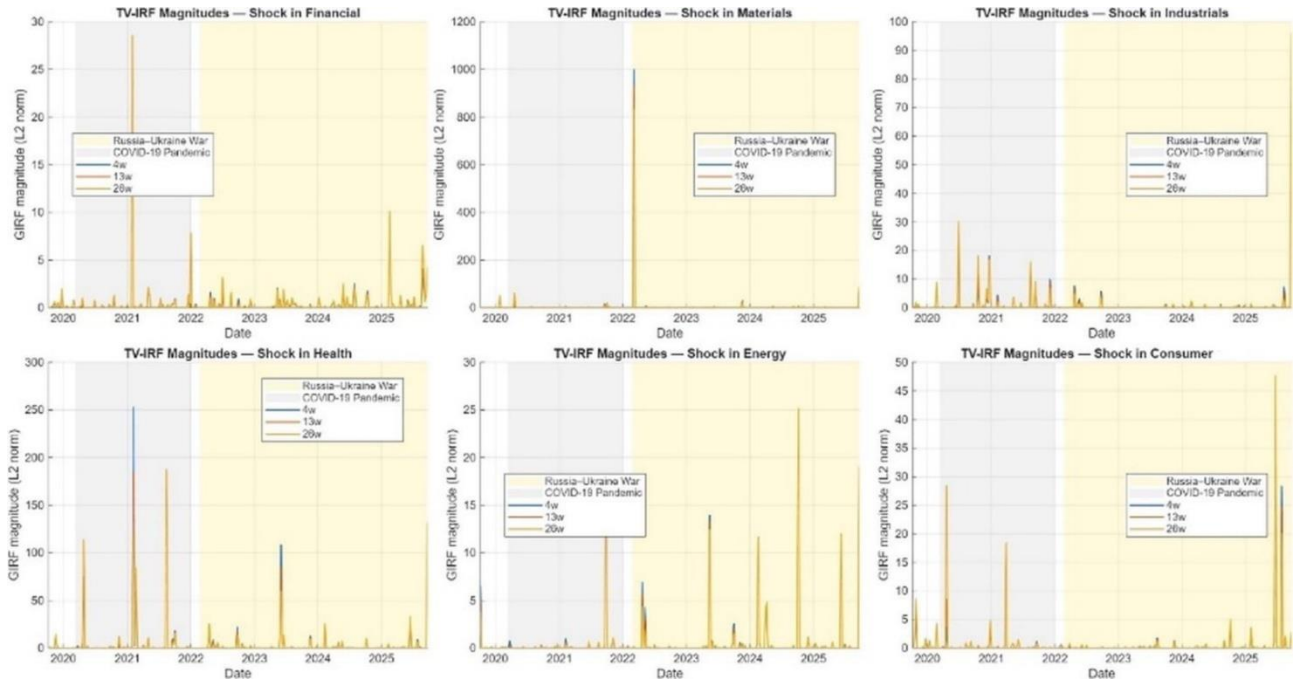 TV-IRF Magnitudes — Shock in Financial
GIRF magnitude (L2 norm)
30
25
20
15
10
5
0
Russia–Ukraine War
COVID-19 Pandemic
4w
13w
26w
2020 2021 2022 2023 2024 2025
Date
TV-IRF Magnitudes — Shock in Materials
GIRF magnitude (L2 norm)
1200
1000
800
600
400
200
0
Russia–Ukraine War
COVID-19 Pandemic
4w
13w
26w
2020 2021 2022 2023 2024 2025
Date
TV-IRF Magnitudes — Shock in Industrials
GIRF magnitude (L2 norm)
100
90
80
70
60
50
40
30
20
10
0
Russia–Ukraine War
COVID-19 Pandemic
4w
13w
26w
2020 2021 2022 2023 2024 2025
Date
TV-IRF Magnitudes — Shock in Health
GIRF magnitude (L2 norm)
300
250
200
150
100
50
0
Russia–Ukraine War
COVID-19 Pandemic
4w
13w
26w
2020 2021 2022 2023 2024 2025
Date
TV-IRF Magnitudes — Shock in Energy
GIRF magnitude (L2 norm)
30
25
20
15
10
5
0
Russia–Ukraine War
COVID-19 Pandemic
4w
13w
26w
2020 2021 2022 2023 2024 2025
Date
TV-IRF Magnitudes — Shock in Consumer
GIRF magnitude (L2 norm)
50
45
40
35
30
25
20
15
10
5
0
Russia–Ukraine War
COVID-19 Pandemic
4w
13w
26w
2020 2021 2022 2023 2024 2025
Date